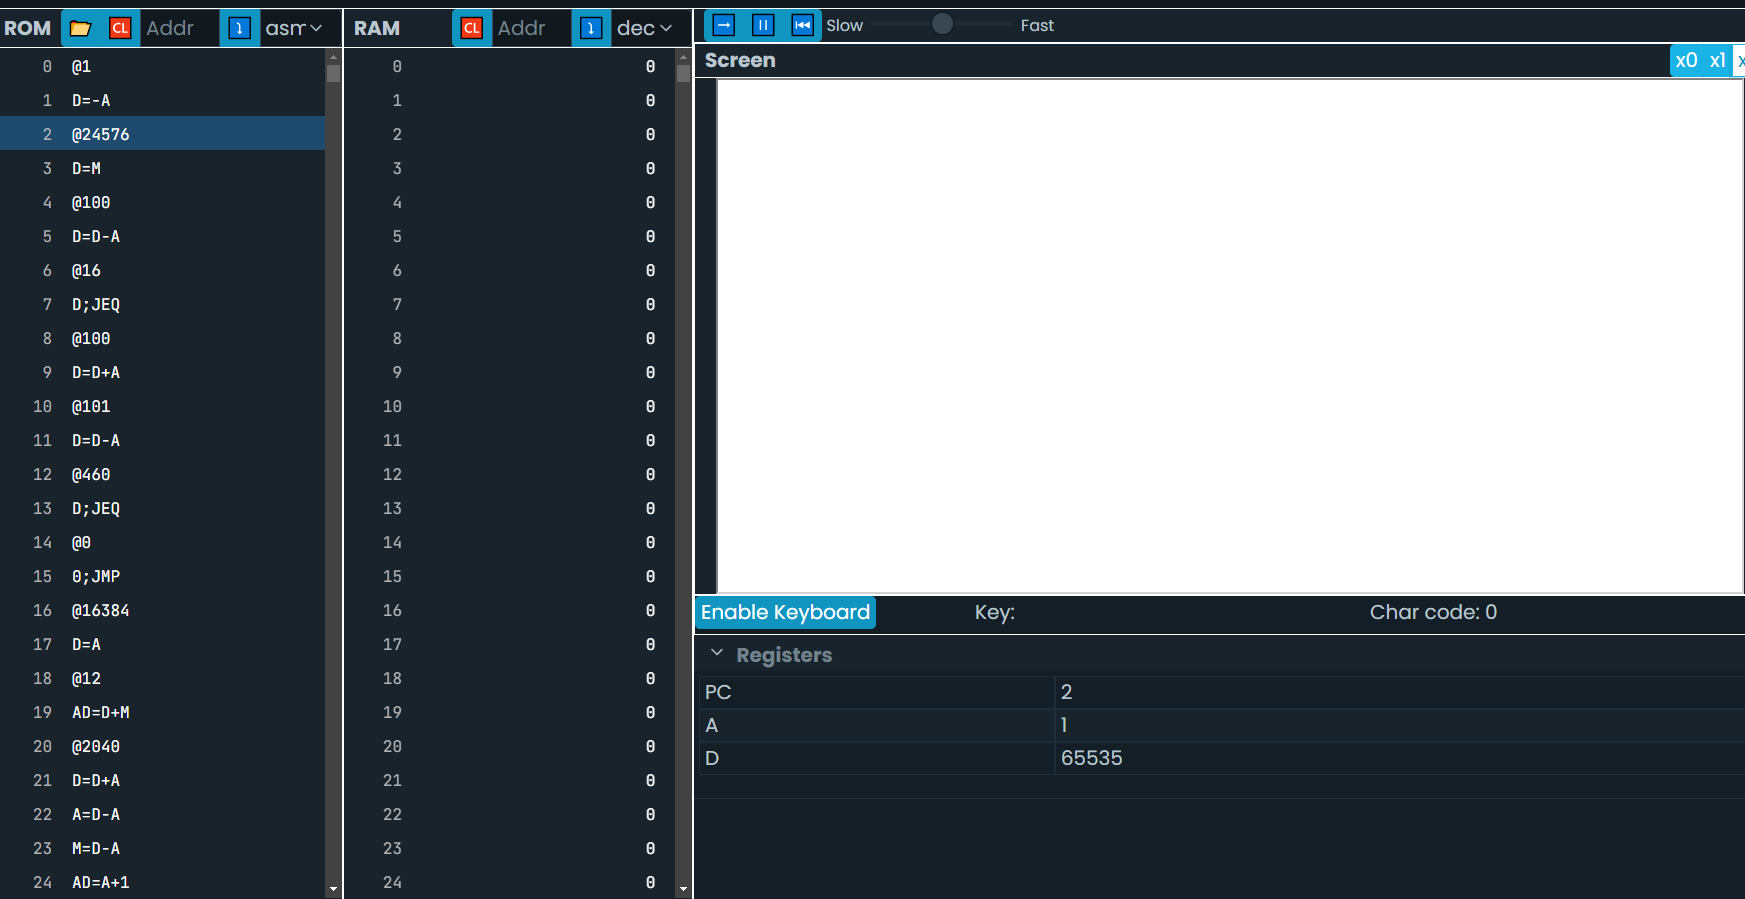 ROM CL Addr asm
0 @1
1 D=-A
2 @24576
3 D=M
4 @100
5 D=D-A
6 @16
7 D;JEQ
8 @100
9 D=D+A
10 @101
11 D=D-A
12 @460
13 D;JEQ
14 @0
15 0;JMP
16 @16384
17 D=A
18 @12
19 AD=D+M
20 @2040
21 D=D+A
22 A=D-A
23 M=D-A
24 AD=A+1
RAM CL Addr dec
0 0
1 0
2 0
3 0
4 0
5 0
6 0
7 0
8 0
9 0
10 0
11 0
12 0
13 0
14 0
15 0
16 0
17 0
18 0
19 0
20 0
21 0
22 0
23 0
24 0
Slow Fast
Screen x0 x1 x
Enable Keyboard Key: Char code: 0
Registers
PC 2
A 1
D 65535